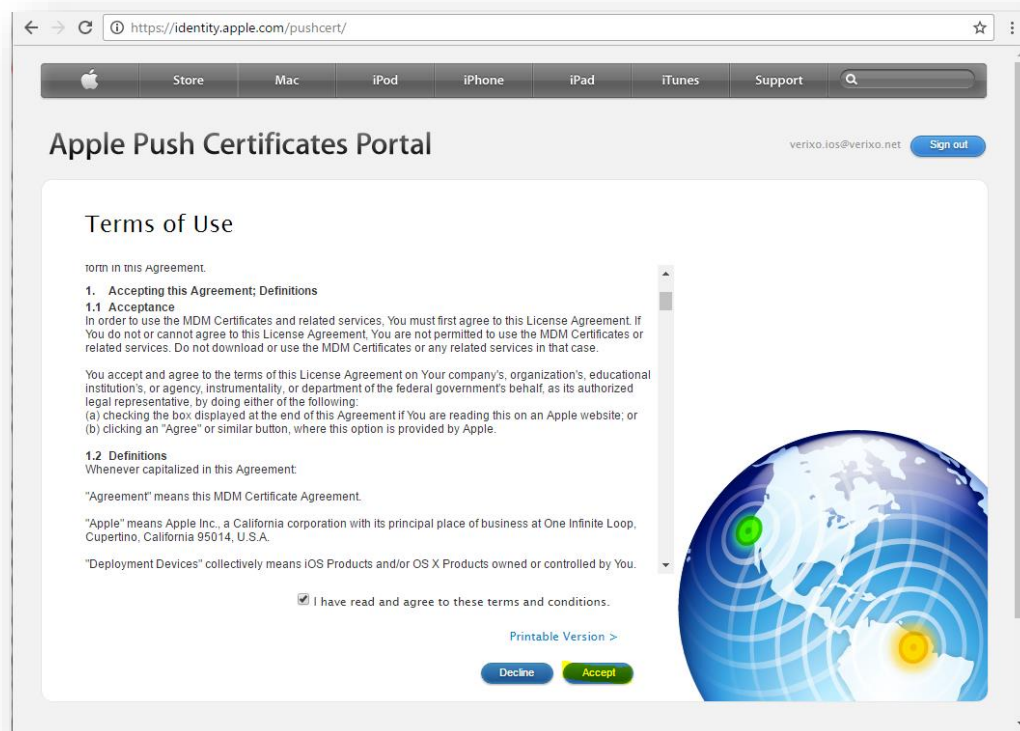 https://identity.apple.com/pushcert/
Store Mac iPod iPhone iPad iTunes Support
Apple Push Certificates Portal
verixo.ios@verixo.net Sign out
Terms of Use
forth in this Agreement.
1. Accepting this Agreement; Definitions
1.1 Acceptance
In order to use the MDM Certificates and related services, You must first agree to this License Agreement. If
You do not or cannot agree to this License Agreement, You are not permitted to use the MDM Certificates or
related services. Do not download or use the MDM Certificates or any related services in that case.
You accept and agree to the terms of this License Agreement on Your company's, organization's, educational
institution's, or agency, instrumentality, or department of the federal government's behalf, as its authorized
legal representative, by doing either of the following:
(a) checking the box displayed at the end of this Agreement if You are reading this on an Apple website; or
(b) clicking an "Agree" or similar button, where this option is provided by Apple.
1.2 Definitions
Whenever capitalized in this Agreement:
"Agreement" means this MDM Certificate Agreement.
"Apple" means Apple Inc., a California corporation with its principal place of business at One Infinite Loop,
Cupertino, California 95014, U.S.A.
"Deployment Devices" collectively means iOS Products and/or OS X Products owned or controlled by You.
I have read and agree to these terms and conditions.
Printable Version >
Decline Accept